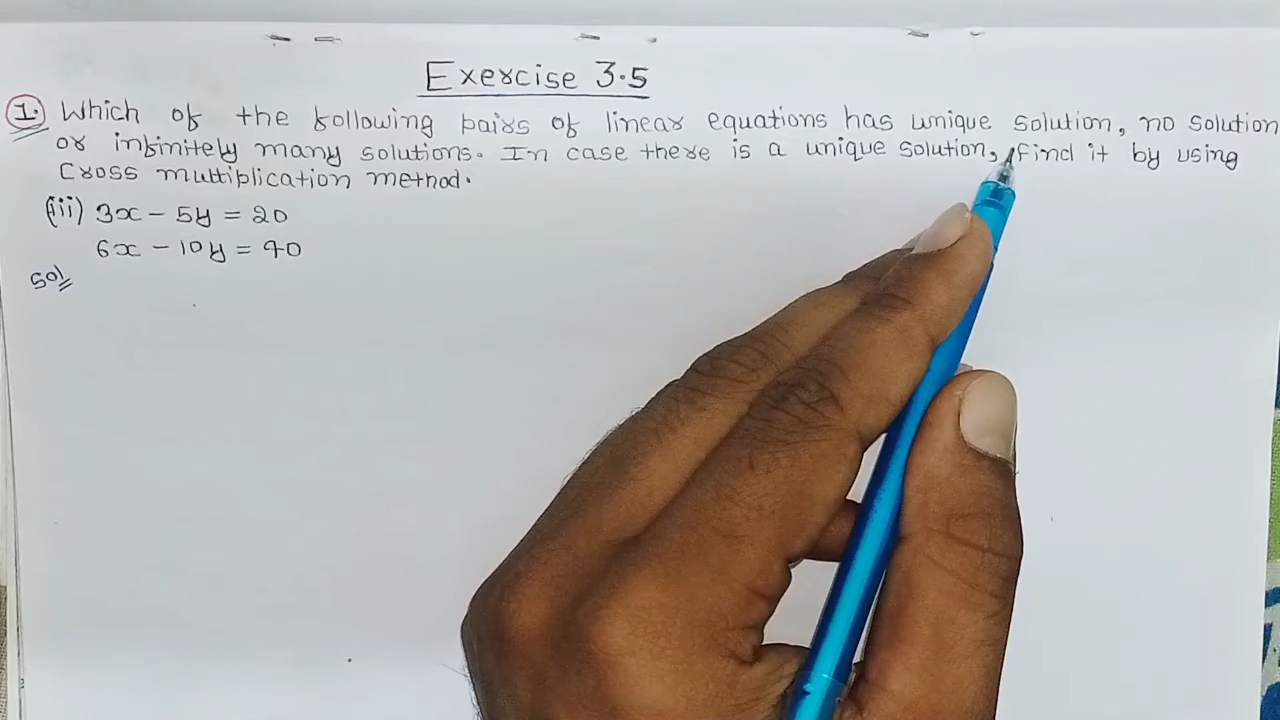 Exercise 3.5
1. Which of the following pairs of linear equations has unique solution, no solution
or infinitely many solutions. In case there is a unique solution, find it by using
Cross multiplication method.
(iii) 3x - 5y = 20
6x - 10y = 40
Sol